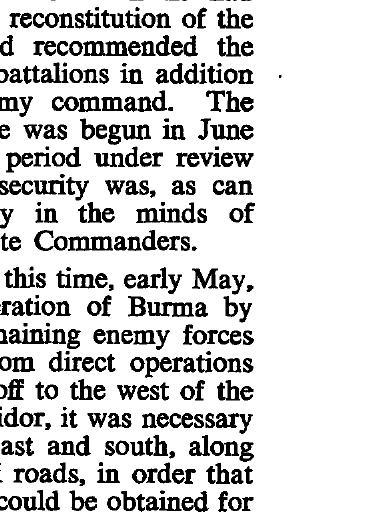 reconstitution of the
d recommended the
battalions in addition
my command. The
e was begun in June
period under review
security was, as can
y in the minds of
te Commanders.
this time, early May,
eration of Burma by
maining enemy forces
om direct operations
off to the west of the
idor, it was necessary
ast and south, along
roads, in order that
could be obtained for